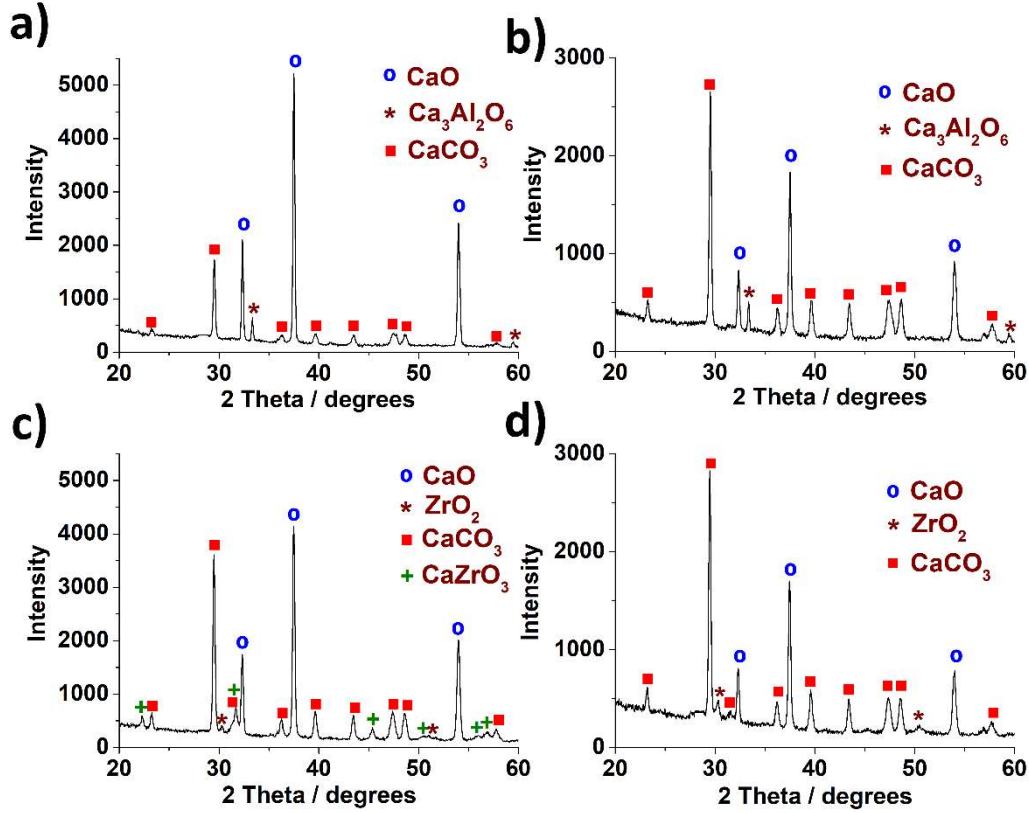 a)
Intensity
5000
4000
3000
2000
1000
0
20 30 40 50 60
2 Theta / degrees
o CaO
* Ca₃Al₂O₆
■ CaCO₃
b)
Intensity
3000
2000
1000
0
20 30 40 50 60
2 Theta / degrees
o CaO
* Ca₃Al₂O₆
■ CaCO₃
c)
Intensity
5000
4000
3000
2000
1000
0
20 30 40 50 60
2 Theta / degrees
o CaO
* ZrO₂
■ CaCO₃
+ CaZrO₃
d)
Intensity
3000
2000
1000
0
20 30 40 50 60
2 Theta / degrees
o CaO
* ZrO₂
■ CaCO₃